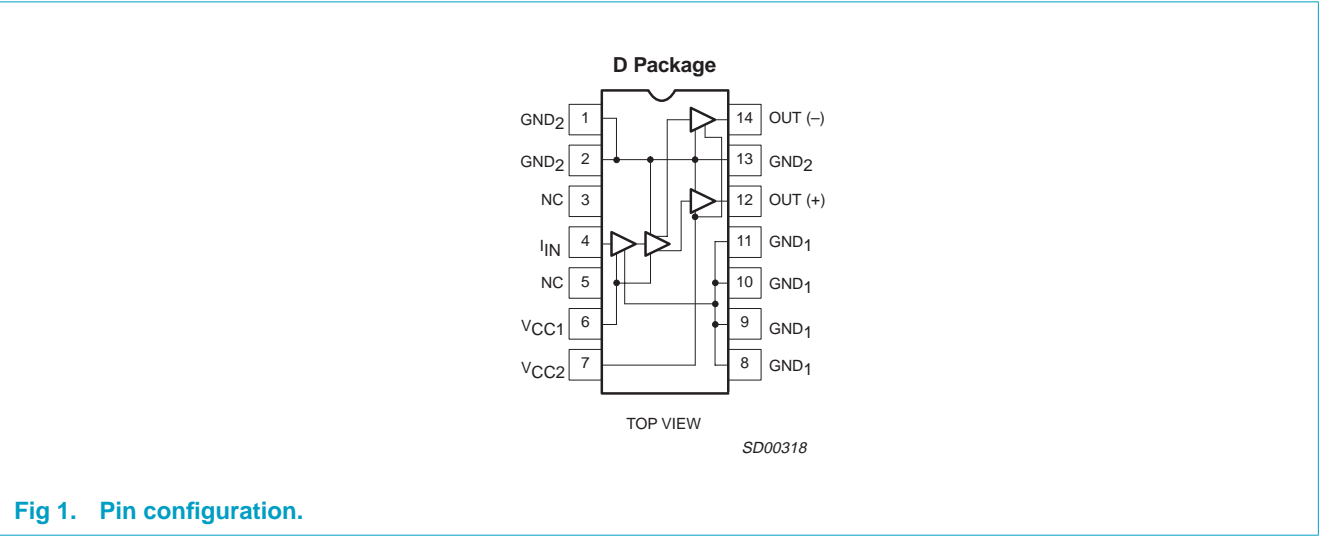 D Package
GND2 1 14 OUT (–)
GND2 2 13 GND2
NC 3 12 OUT (+)
IIN 4 11 GND1
NC 5 10 GND1
VCC1 6 9 GND1
VCC2 7 8 GND1
TOP VIEW
SD00318
Fig 1. Pin configuration.